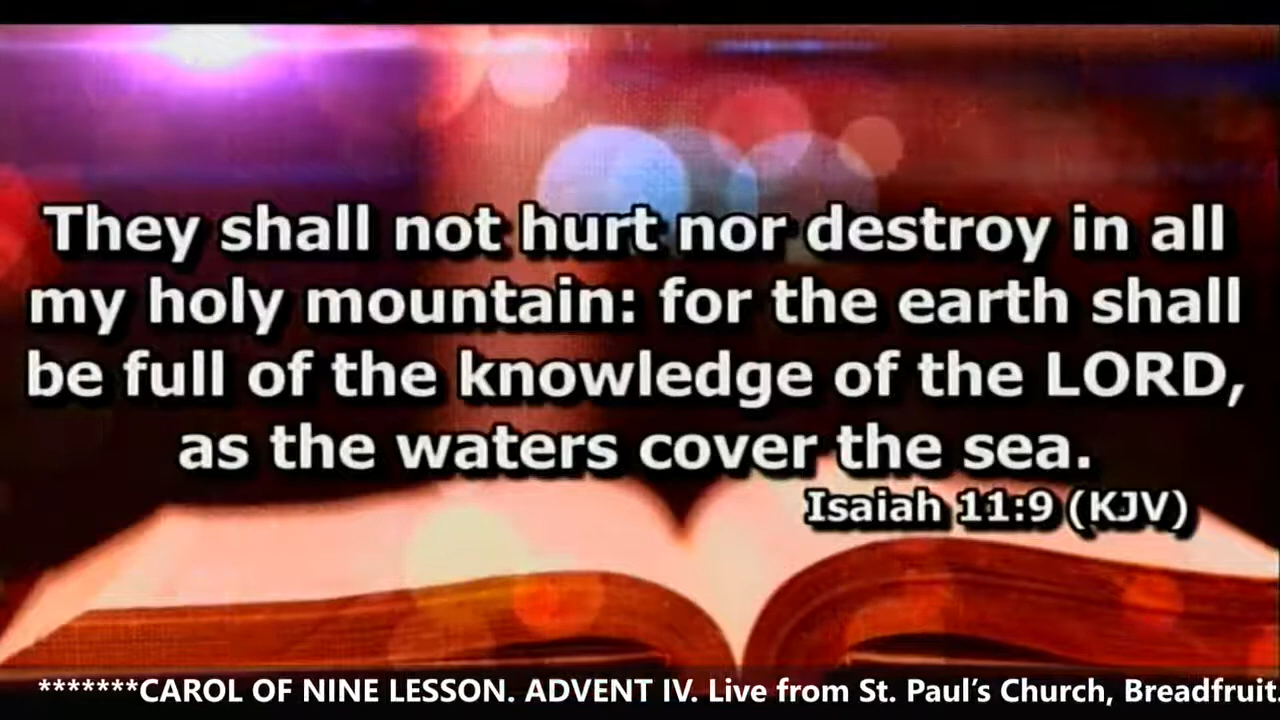 They shall not hurt nor destroy in all
my holy mountain: for the earth shall
be full of the knowledge of the LORD,
as the waters cover the sea.
Isaiah 11:9 (KJV)
*******CAROL OF NINE LESSON. ADVENT IV. Live from St. Paul’s Church, Breadfruit.